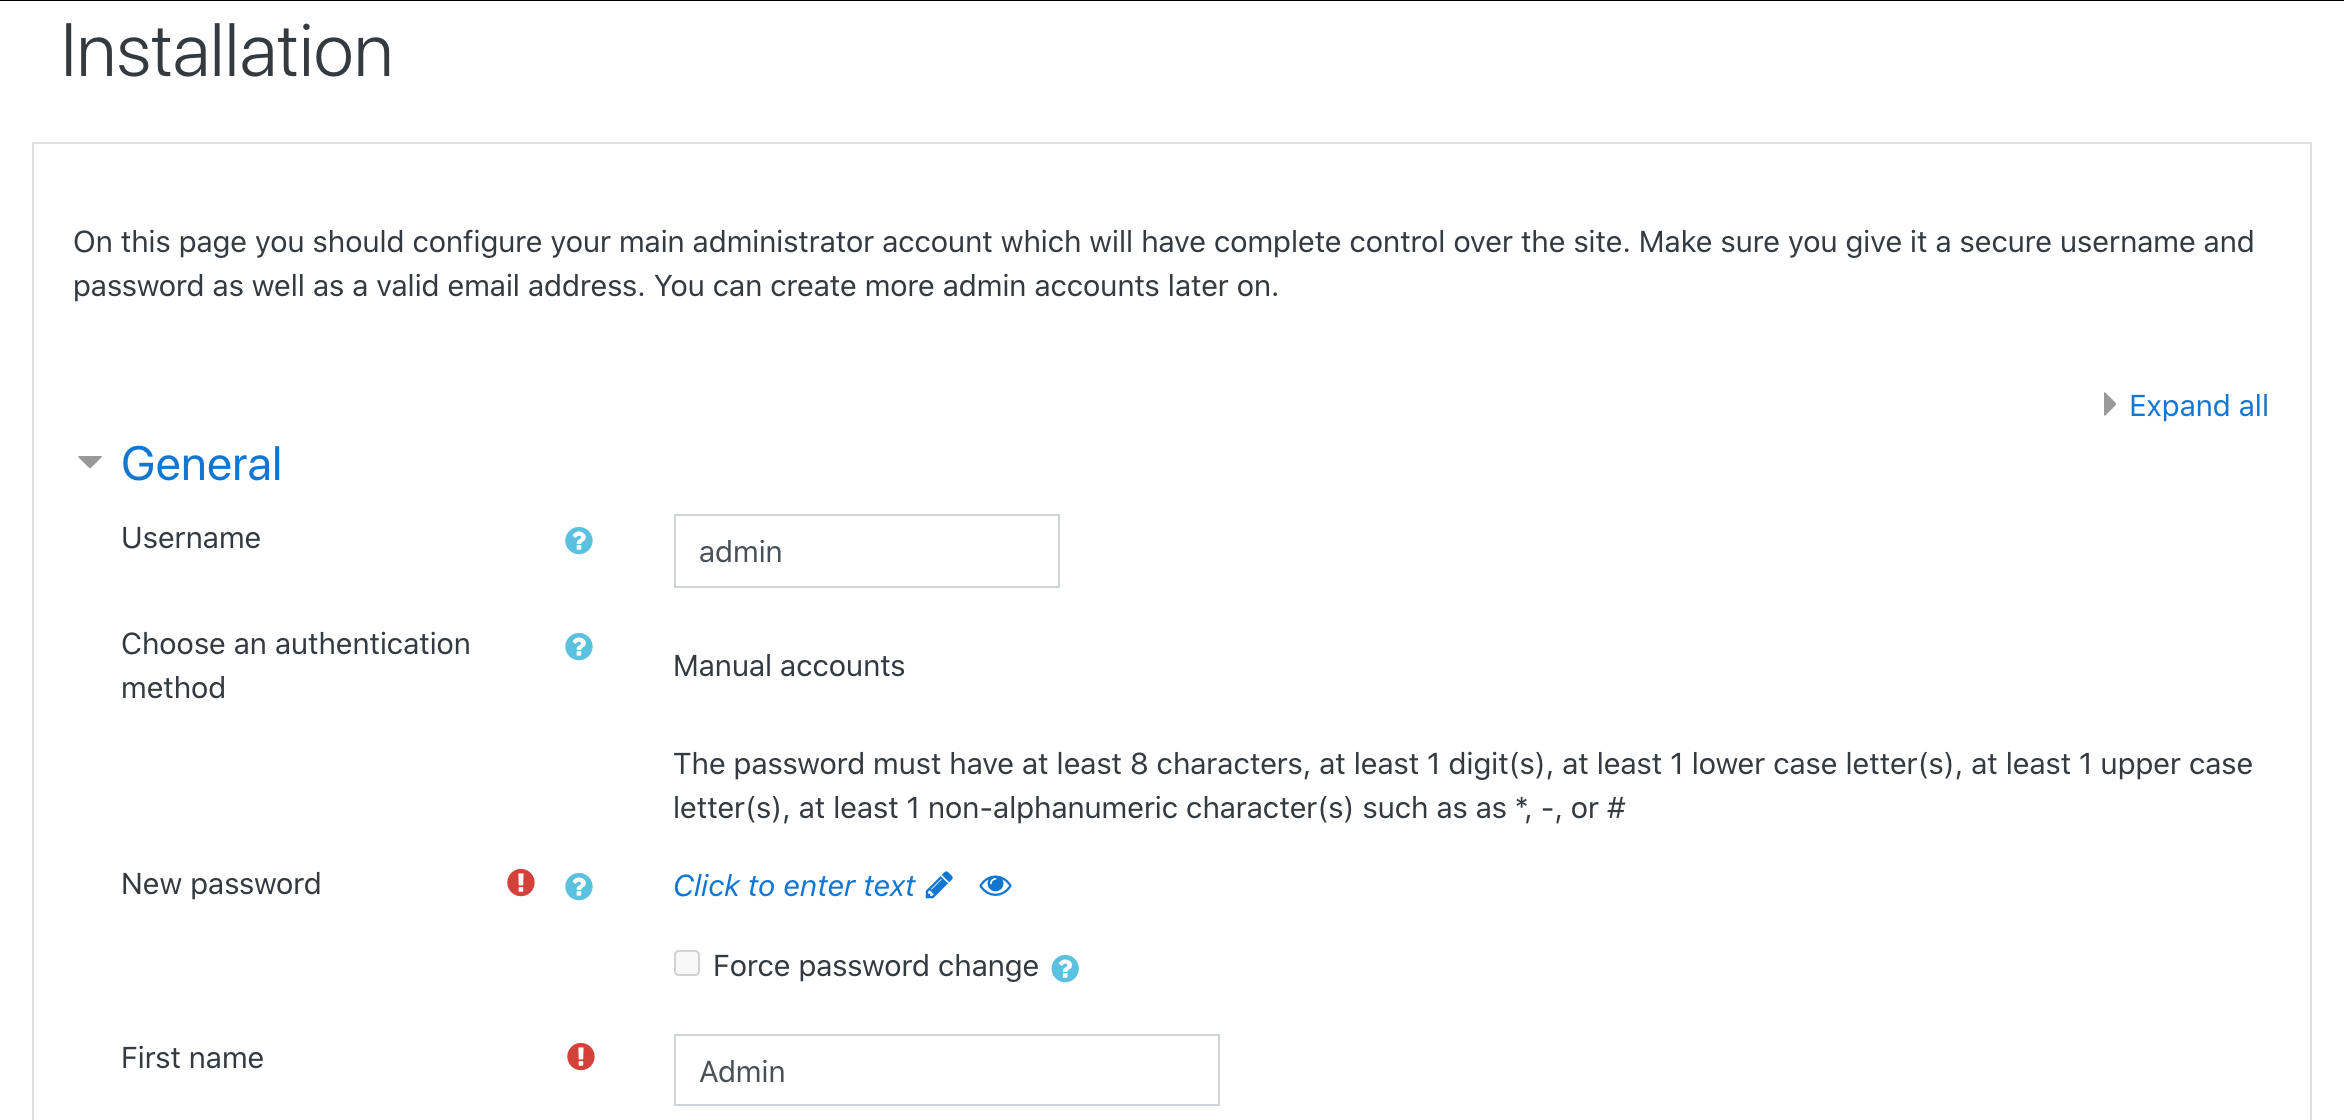 Installation
On this page you should configure your main administrator account which will have complete control over the site. Make sure you give it a secure username and
password as well as a valid email address. You can create more admin accounts later on.
Expand all
General
Username
admin
Choose an authentication
method
Manual accounts
The password must have at least 8 characters, at least 1 digit(s), at least 1 lower case letter(s), at least 1 upper case
letter(s), at least 1 non-alphanumeric character(s) such as as *, -, or #
New password
Click to enter text
Force password change
First name
Admin